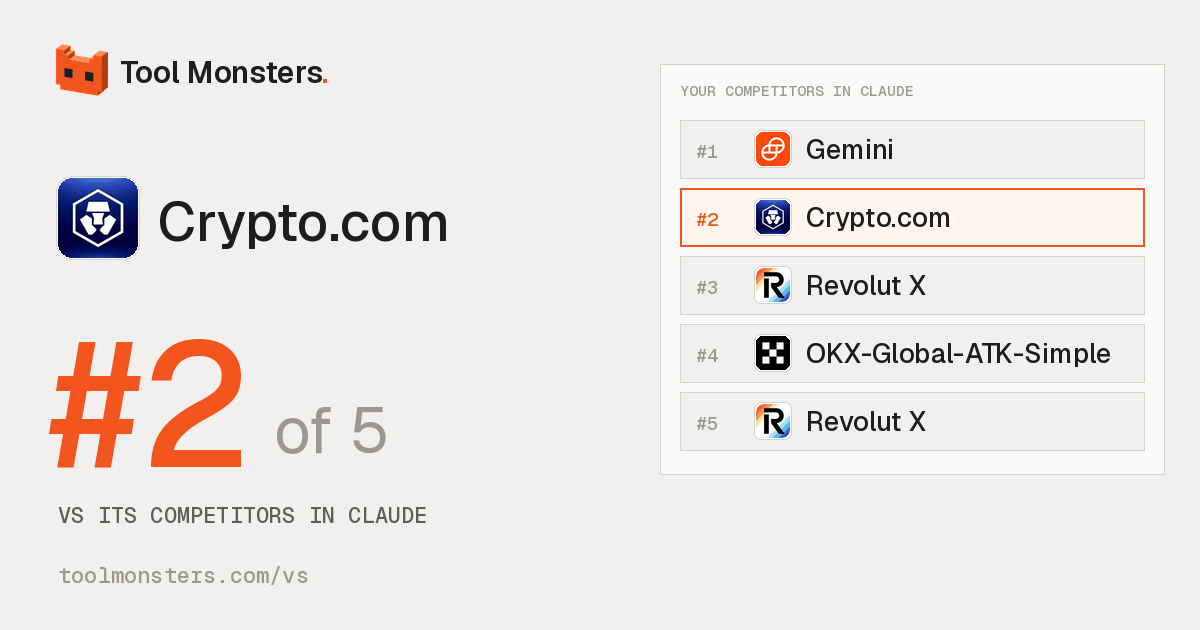 Tool Monsters.
Crypto.com
#2 of 5
VS ITS COMPETITORS IN CLAUDE
toolmonsters.com/vs
YOUR COMPETITORS IN CLAUDE
#1 Gemini
#2 Crypto.com
#3 Revolut X
#4 OKX-Global-ATK-Simple
#5 Revolut X